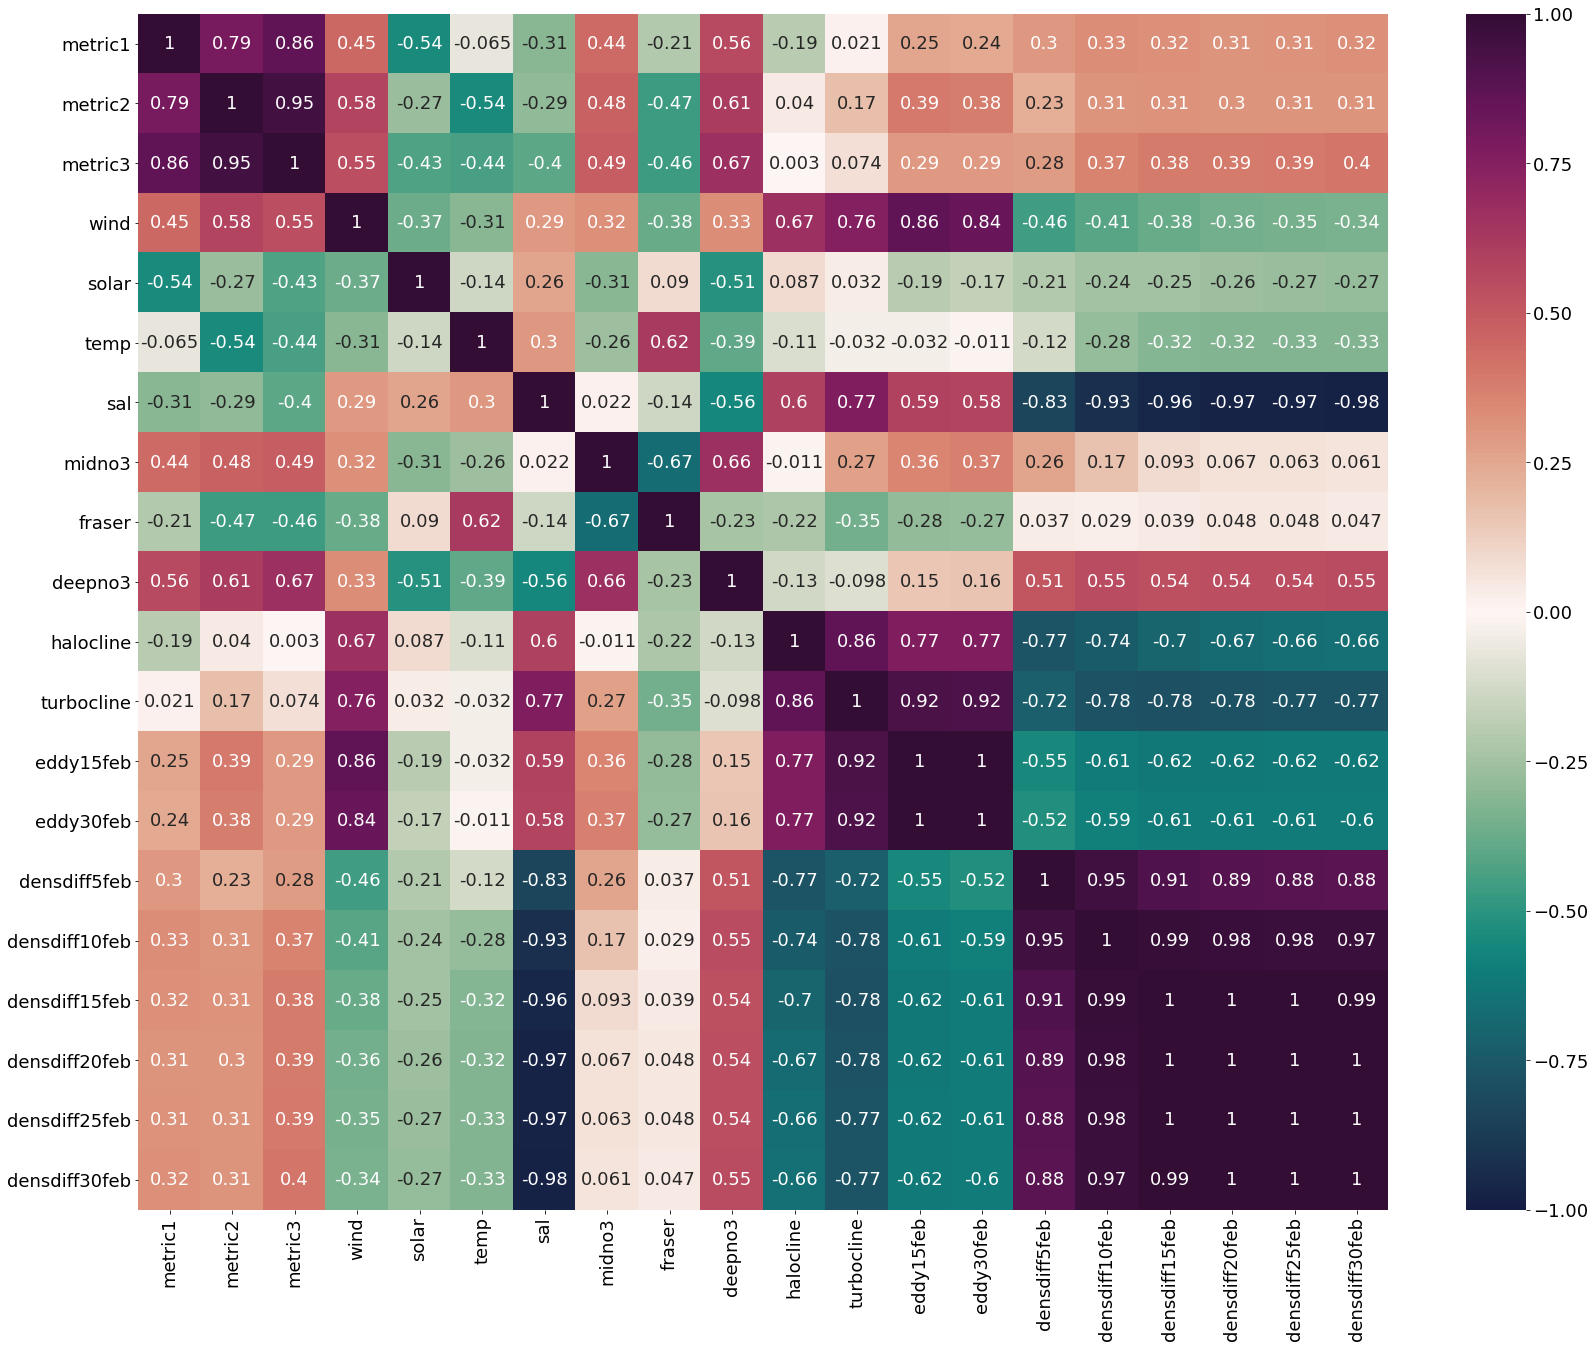 metric1 1 0.79 0.86 0.45 -0.54 -0.065 -0.31 0.44 -0.21 0.56 -0.19 0.021 0.25 0.24 0.3 0.33 0.32 0.31 0.31 0.32
metric2 0.79 1 0.95 0.58 -0.27 -0.54 -0.29 0.48 -0.47 0.61 0.04 0.17 0.39 0.38 0.23 0.31 0.31 0.3 0.31 0.31
metric3 0.86 0.95 1 0.55 -0.43 -0.44 -0.4 0.49 -0.46 0.67 0.003 0.074 0.29 0.29 0.28 0.37 0.38 0.39 0.39 0.4
wind 0.45 0.58 0.55 1 -0.37 -0.31 0.29 0.32 -0.38 0.33 0.67 0.76 0.86 0.84 -0.46 -0.41 -0.38 -0.36 -0.35 -0.34
solar -0.54 -0.27 -0.43 -0.37 1 -0.14 0.26 -0.31 0.09 -0.51 0.087 0.032 -0.19 -0.17 -0.21 -0.24 -0.25 -0.26 -0.27 -0.27
temp -0.065 -0.54 -0.44 -0.31 -0.14 1 0.3 -0.26 0.62 -0.39 -0.11 -0.032 -0.032 -0.011 -0.12 -0.28 -0.32 -0.32 -0.33 -0.33
sal -0.31 -0.29 -0.4 0.29 0.26 0.3 1 0.022 -0.14 -0.56 0.6 0.77 0.59 0.58 -0.83 -0.93 -0.96 -0.97 -0.97 -0.98
midno3 0.44 0.48 0.49 0.32 -0.31 -0.26 0.022 1 -0.67 0.66 -0.011 0.27 0.36 0.37 0.26 0.17 0.093 0.067 0.063 0.061
fraser -0.21 -0.47 -0.46 -0.38 0.09 0.62 -0.14 -0.67 1 -0.23 -0.22 -0.35 -0.28 -0.27 0.037 0.029 0.039 0.048 0.048 0.047
deepno3 0.56 0.61 0.67 0.33 -0.51 -0.39 -0.56 0.66 -0.23 1 -0.13 -0.098 0.15 0.16 0.51 0.55 0.54 0.54 0.54 0.55
halocline -0.19 0.04 0.003 0.67 0.087 -0.11 0.6 -0.011 -0.22 -0.13 1 0.86 0.77 0.77 -0.77 -0.74 -0.7 -0.67 -0.66 -0.66
turbocline 0.021 0.17 0.074 0.76 0.032 -0.032 0.77 0.27 -0.35 -0.098 0.86 1 0.92 0.92 -0.72 -0.78 -0.78 -0.78 -0.77 -0.77
eddy15feb 0.25 0.39 0.29 0.86 -0.19 -0.032 0.59 0.36 -0.28 0.15 0.77 0.92 1 1 -0.55 -0.61 -0.62 -0.62 -0.62 -0.62
eddy30feb 0.24 0.38 0.29 0.84 -0.17 -0.011 0.58 0.37 -0.27 0.16 0.77 0.92 1 1 -0.52 -0.59 -0.61 -0.61 -0.61 -0.6
densdiff5feb 0.3 0.23 0.28 -0.46 -0.21 -0.12 -0.83 0.26 0.037 0.51 -0.77 -0.72 -0.55 -0.52 1 0.95 0.91 0.89 0.88 0.88
densdiff10feb 0.33 0.31 0.37 -0.41 -0.24 -0.28 -0.93 0.17 0.029 0.55 -0.74 -0.78 -0.61 -0.59 0.95 1 0.99 0.98 0.98 0.97
densdiff15feb 0.32 0.31 0.38 -0.38 -0.25 -0.32 -0.96 0.093 0.039 0.54 -0.7 -0.78 -0.62 -0.61 0.91 0.99 1 1 1 0.99
densdiff20feb 0.31 0.3 0.39 -0.36 -0.26 -0.32 -0.97 0.067 0.048 0.54 -0.67 -0.78 -0.62 -0.61 0.89 0.98 1 1 1 1
densdiff25feb 0.31 0.31 0.39 -0.35 -0.27 -0.33 -0.97 0.063 0.048 0.54 -0.66 -0.77 -0.62 -0.61 0.88 0.98 1 1 1 1
densdiff30feb 0.32 0.31 0.4 -0.34 -0.27 -0.33 -0.98 0.061 0.047 0.55 -0.66 -0.77 -0.62 -0.6 0.88 0.97 0.99 1 1 1
metric1 metric2 metric3 wind solar temp sal midno3 fraser deepno3 halocline turbocline eddy15feb eddy30feb densdiff5feb densdiff10feb densdiff15feb densdiff20feb densdiff25feb densdiff30feb
1.00
0.75
0.50
0.25
0.00
−0.25
−0.50
−0.75
−1.00